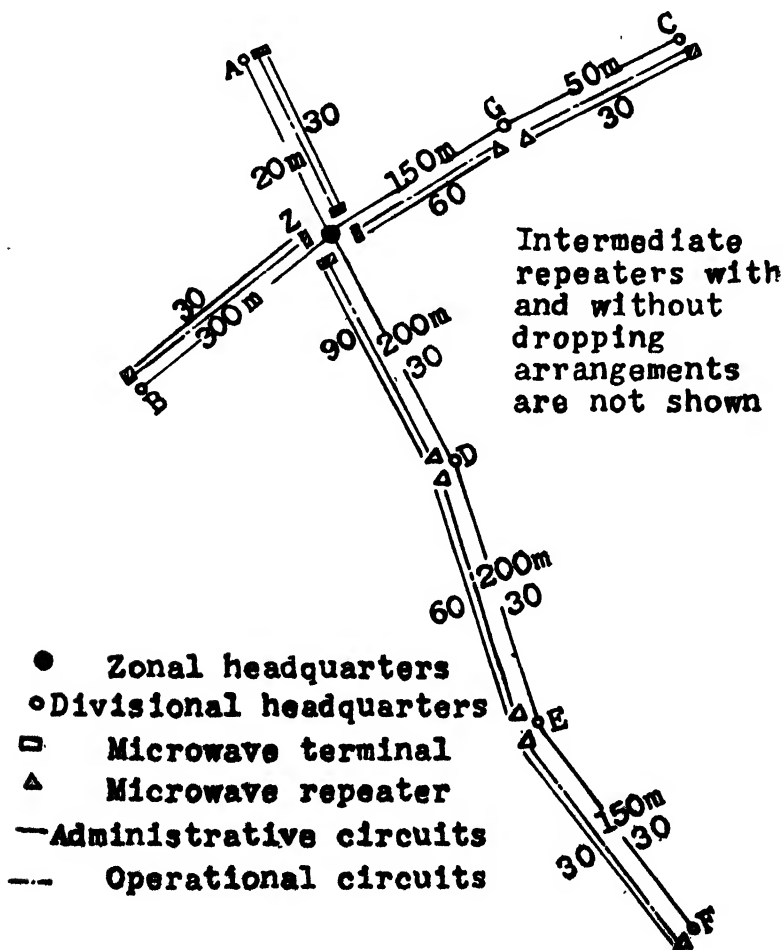 C
A
50m
G
30
30
20m
150m
60
Z
Intermediate
repeaters with
and without
dropping
arrangements
are not shown
30
300m
200m
90
30
B
D
200m
30
60
● Zonal headquarters
○Divisional headquarters
E
▭ Microwave terminal
△ Microwave repeater
150m
—Administrative circuits
30
30
—·— Operational circuits
F